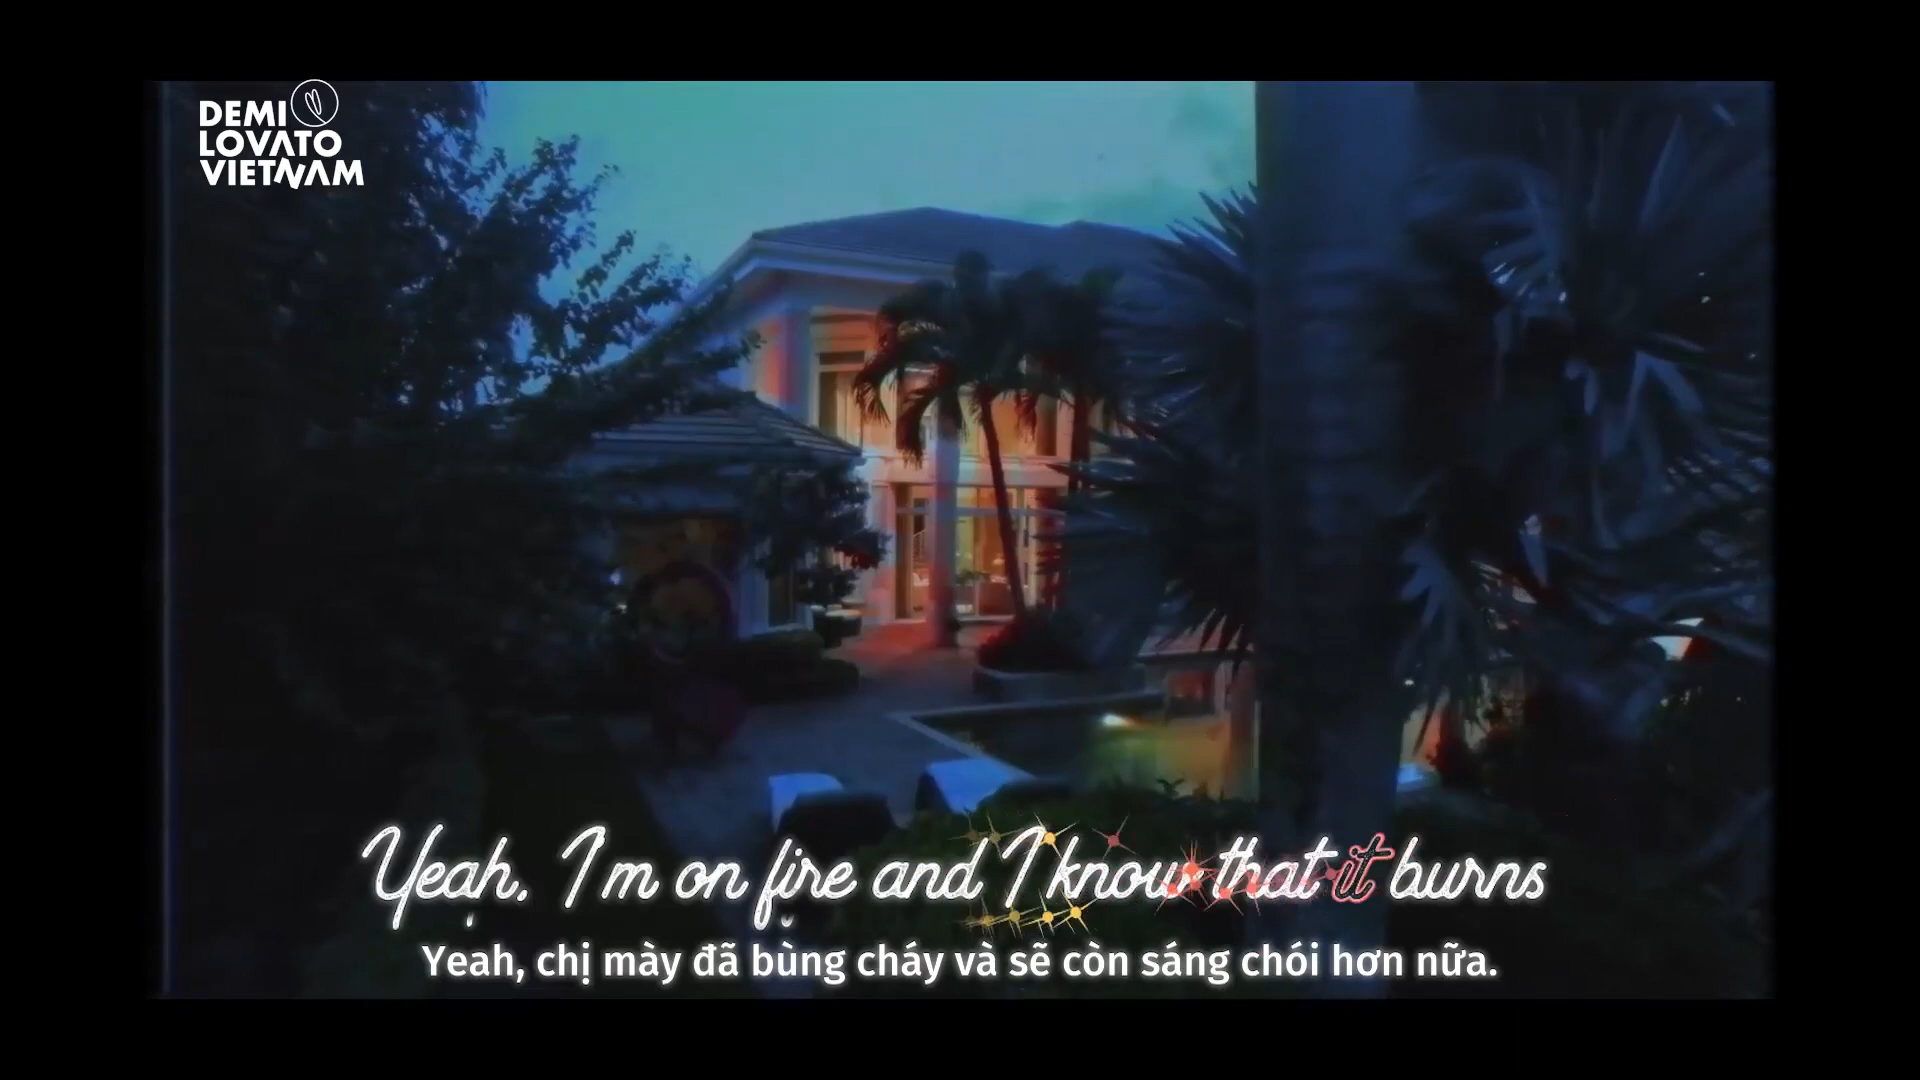 DEMI
LOVATO
VIETNAM
Yeah, I'm on fire and I know that it burns
Yeah, chị mày đã bùng cháy và sẽ còn sáng chói hơn nữa.